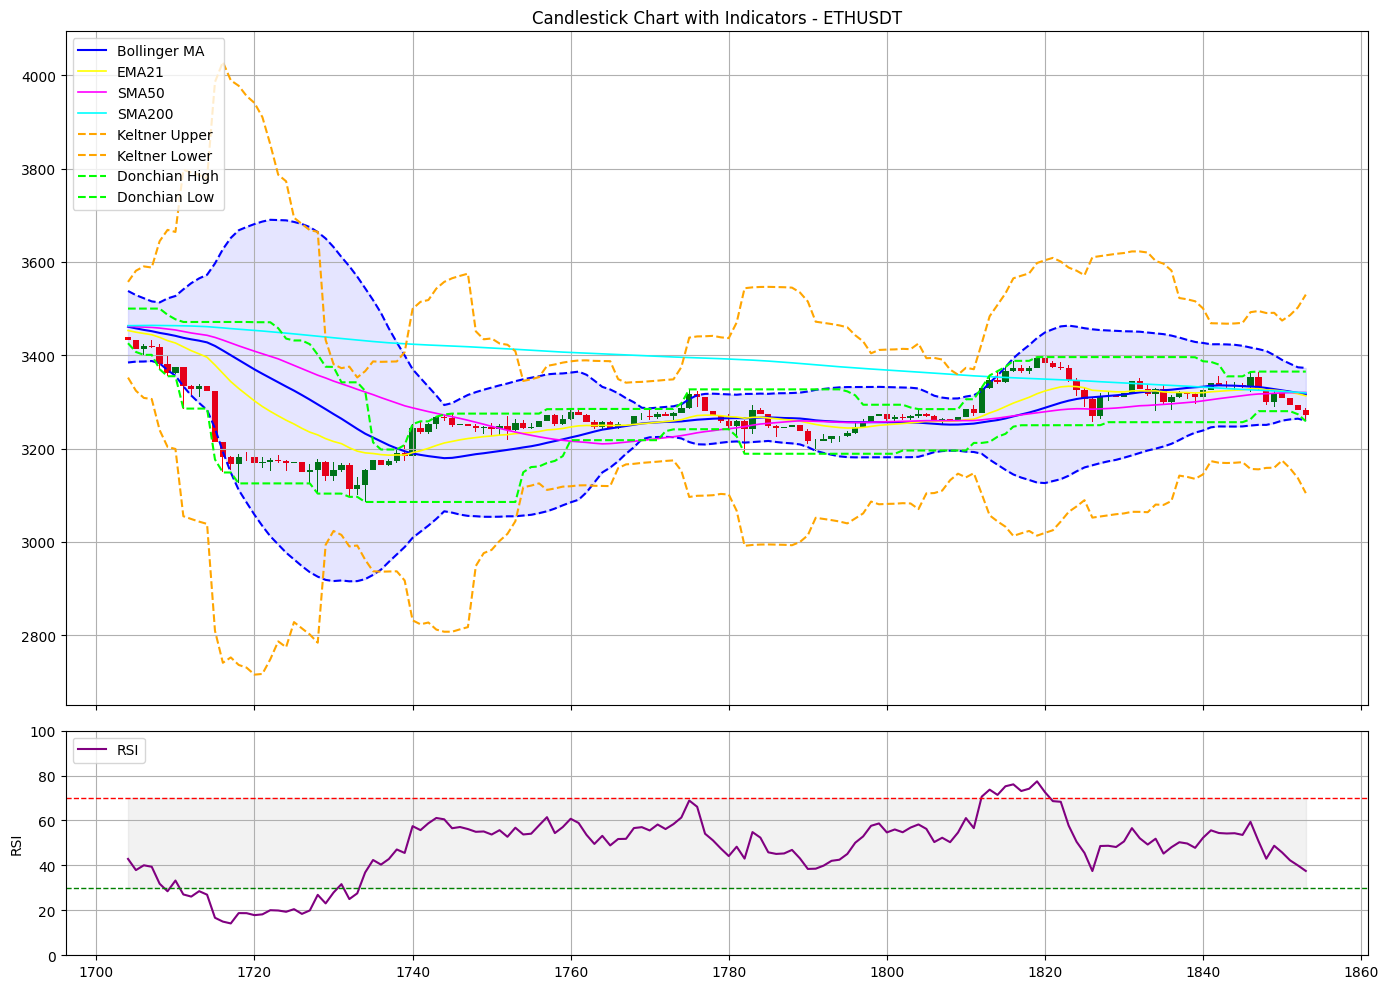 Candlestick Chart with Indicators - ETHUSDT
Bollinger MA
EMA21
SMA50
SMA200
Keltner Upper
Keltner Lower
Donchian High
Donchian Low
4000
3800
3600
3400
3200
3000
2800
RSI
100
80
60
40
20
0
RSI
1700
1720
1740
1760
1780
1800
1820
1840
1860